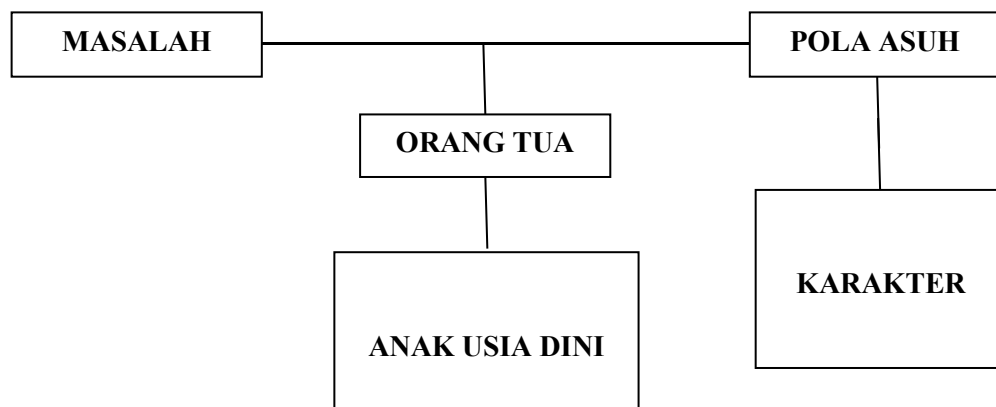 MASALAH
POLA ASUH
ORANG TUA
KARAKTER
ANAK USIA DINI